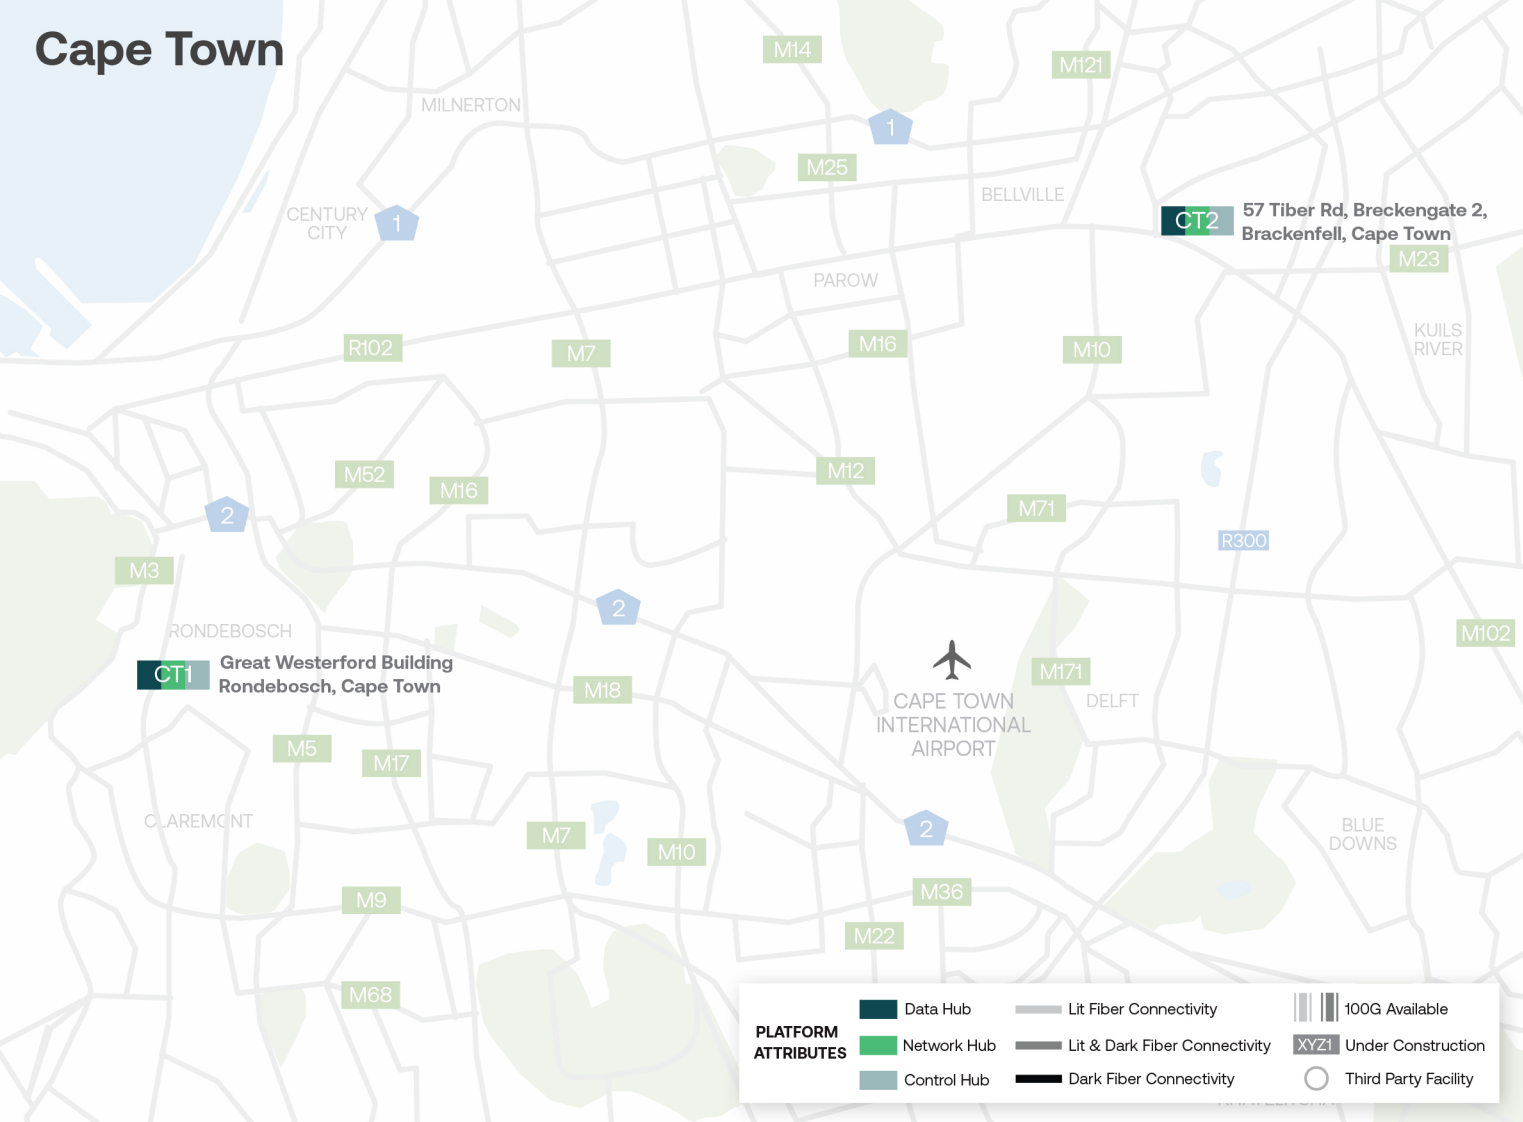 Cape Town
M14
M121
MILNERTON
1
M25
BELLVILLE
CENTURY
CITY
1
CT2
57 Tiber Rd, Breckengate 2,
Brackenfell, Cape Town
M23
PAROW
KUILS
RIVER
R102
M7
M16
M10
M52
M16
M12
M71
2
R300
M3
2
RONDEBOSCH
M102
CT1
Great Westerford Building
Rondebosch, Cape Town
M18
M171
CAPE TOWN
INTERNATIONAL
AIRPORT
DELFT
M5
M17
CLAREMONT
M7
M10
2
BLUE
DOWNS
M9
M36
M22
M68
PLATFORM
ATTRIBUTES
Data Hub
Network Hub
Control Hub
Lit Fiber Connectivity
Lit & Dark Fiber Connectivity
Dark Fiber Connectivity
100G Available
XYZ1 Under Construction
Third Party Facility